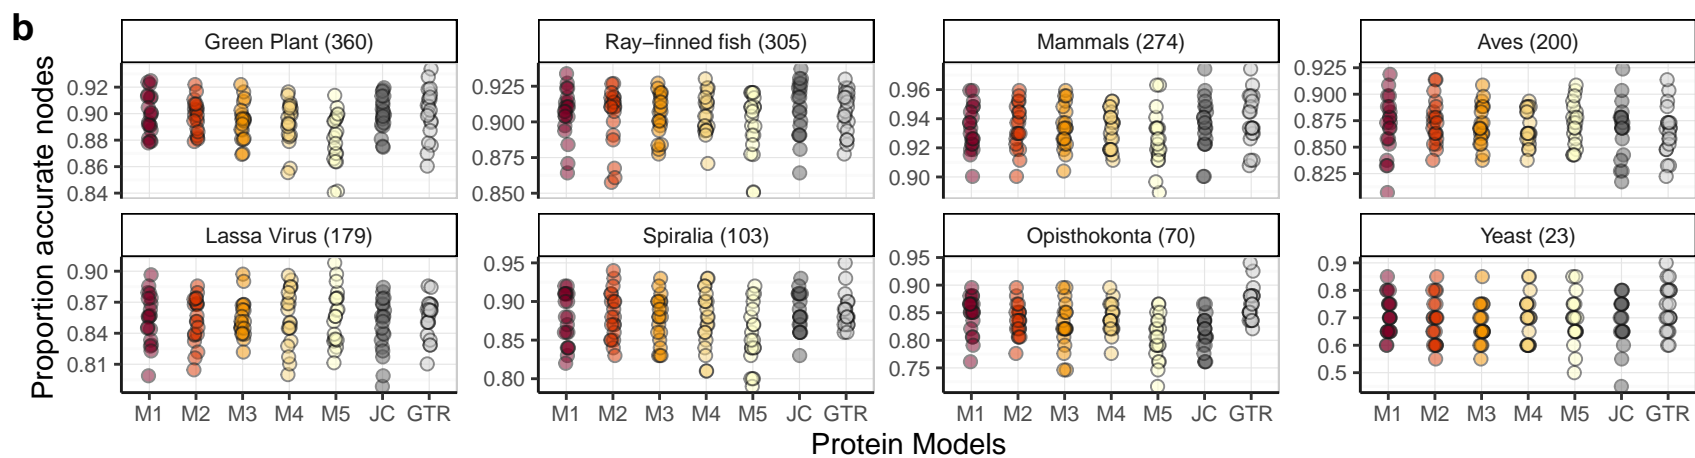 b
Green Plant (360)
Ray−finned fish (305)
Mammals (274)
Aves (200)
Proportion accurate nodes
0.92
0.90
0.88
0.86
0.84
0.925
0.900
0.875
0.850
0.96
0.94
0.92
0.90
0.925
0.900
0.875
0.850
0.825
Lassa Virus (179)
Spiralia (103)
Opisthokonta (70)
Yeast (23)
0.90
0.87
0.84
0.81
0.95
0.90
0.85
0.80
0.95
0.90
0.85
0.80
0.75
0.9
0.8
0.7
0.6
0.5
M1 M2 M3 M4 M5 JC GTR
M1 M2 M3 M4 M5 JC GTR
M1 M2 M3 M4 M5 JC GTR
M1 M2 M3 M4 M5 JC GTR
Protein Models